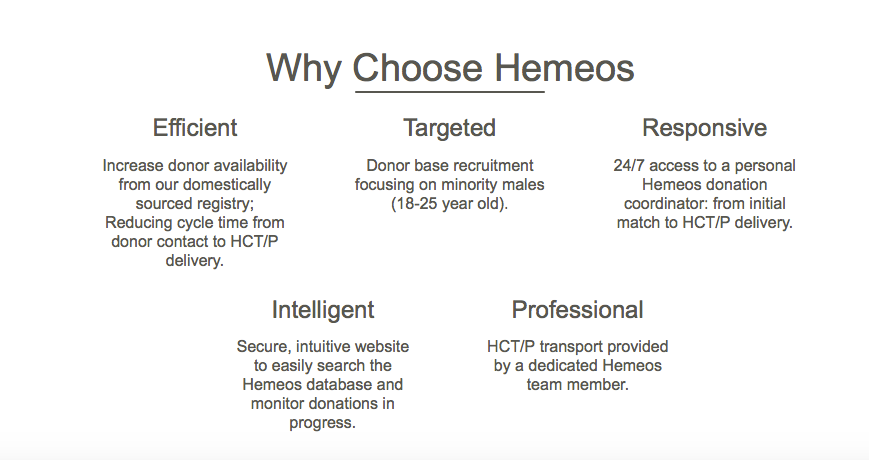 Why Choose Hemeos
Efficient
Increase donor availability
from our domestically
sourced registry;
Reducing cycle time from
donor contact to HCT/P
delivery.
Targeted
Donor base recruitment
focusing on minority males
(18-25 year old).
Responsive
24/7 access to a personal
Hemeos donation
coordinator: from initial
match to HCT/P delivery.
Intelligent
Secure, intuitive website
to easily search the
Hemeos database and
monitor donations in
progress.
Professional
HCT/P transport provided
by a dedicated Hemeos
team member.